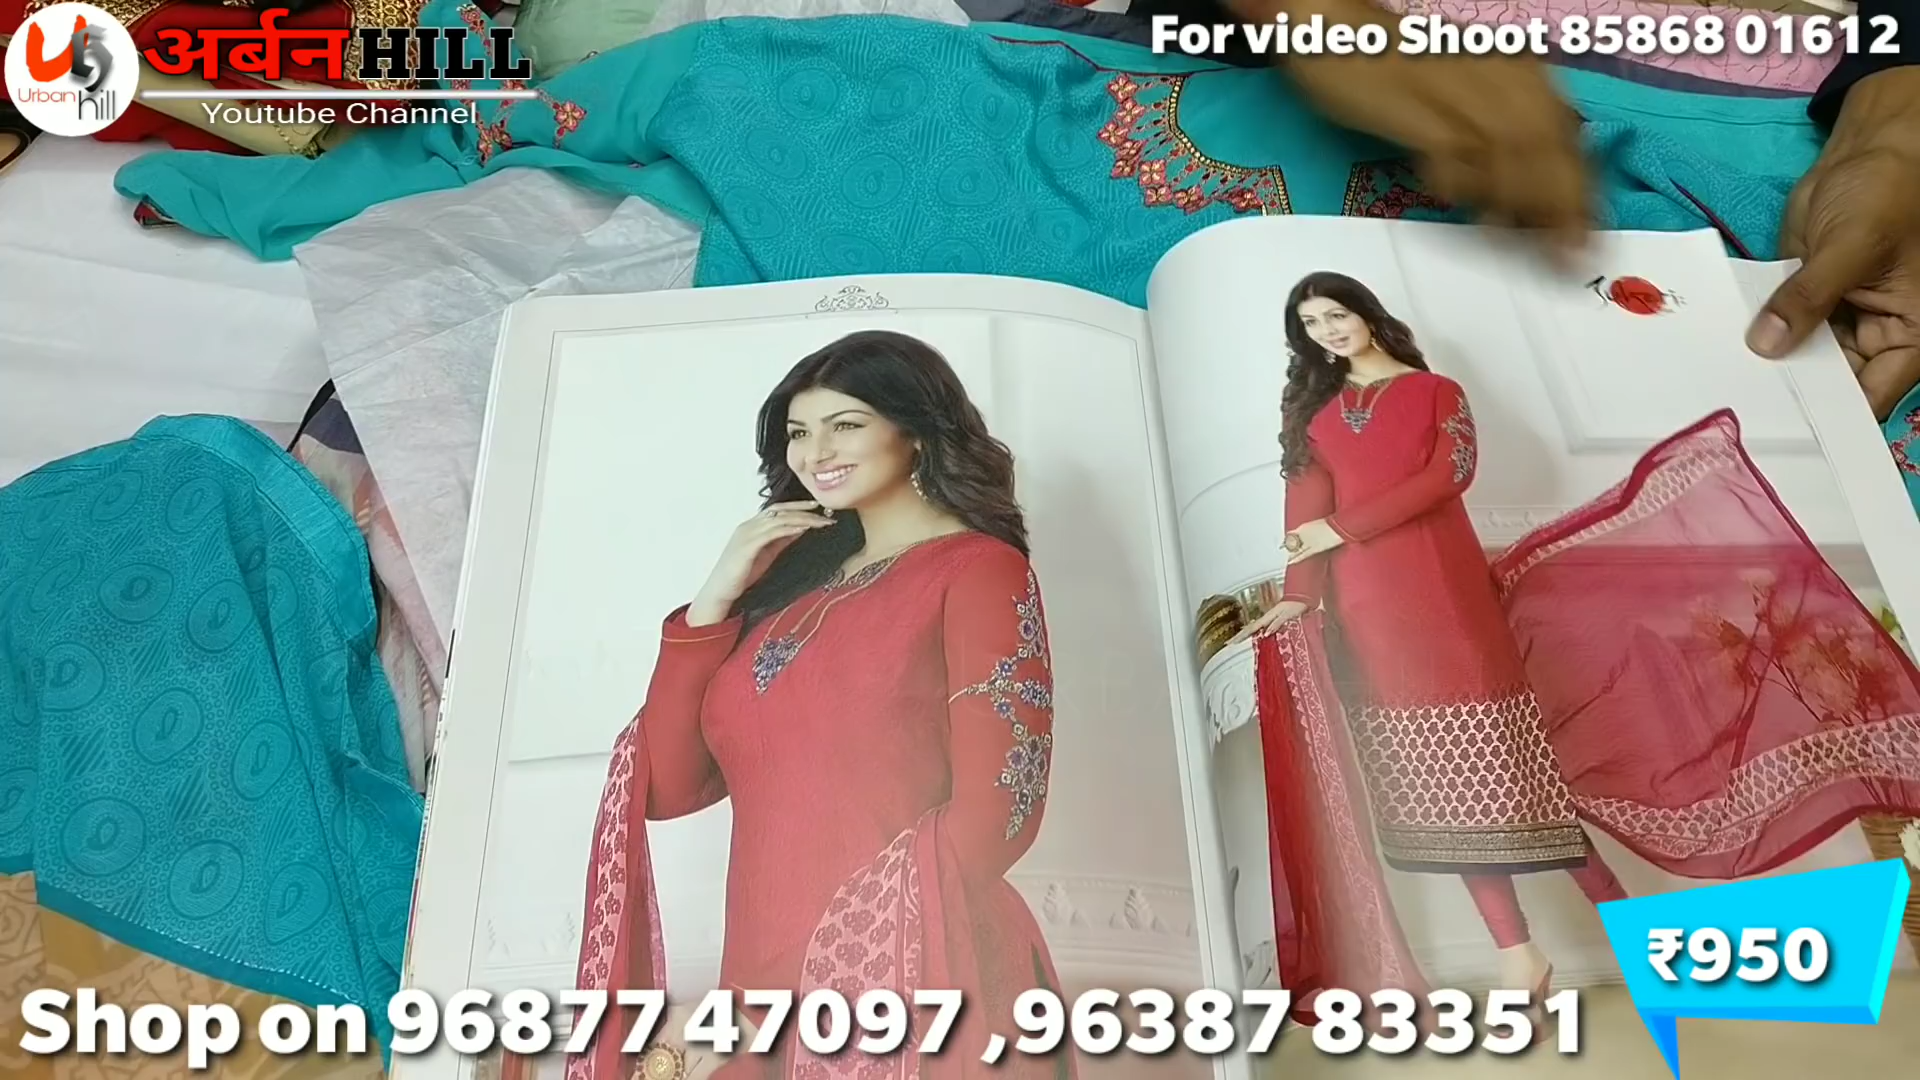 Urban hill
अर्बन HILL
Youtube Channel
For video Shoot 85868 01612
₹950
Shop on 96877 47097 ,96387 83351